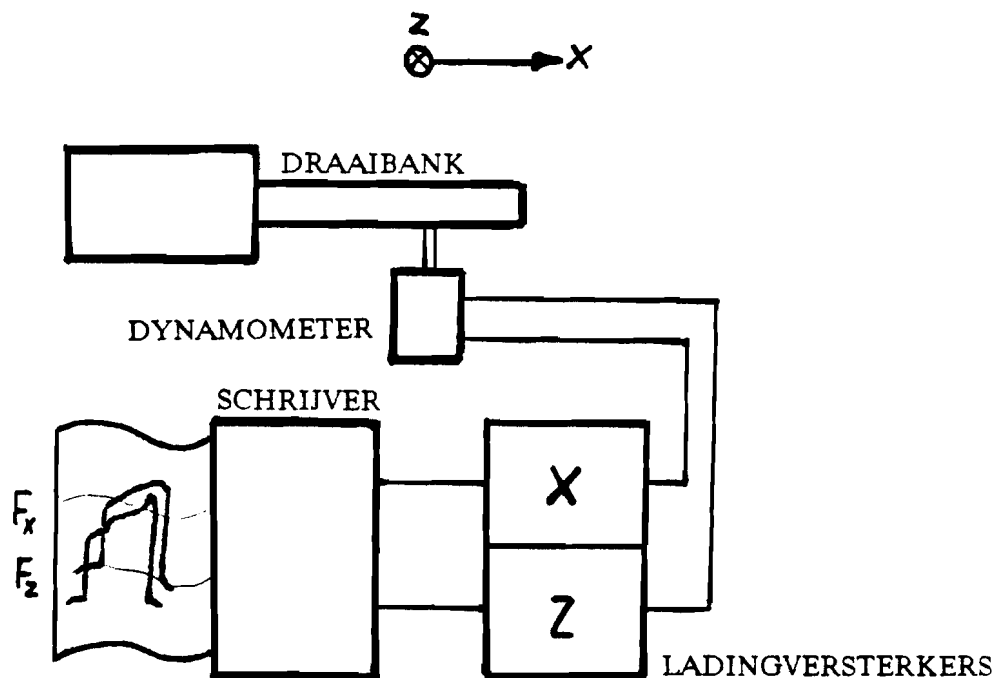 Z
X
DRAAIBANK
DYNAMOMETER
SCHRIJVER
X
Fx
Fz
Z
LADINGVERSTERKERS